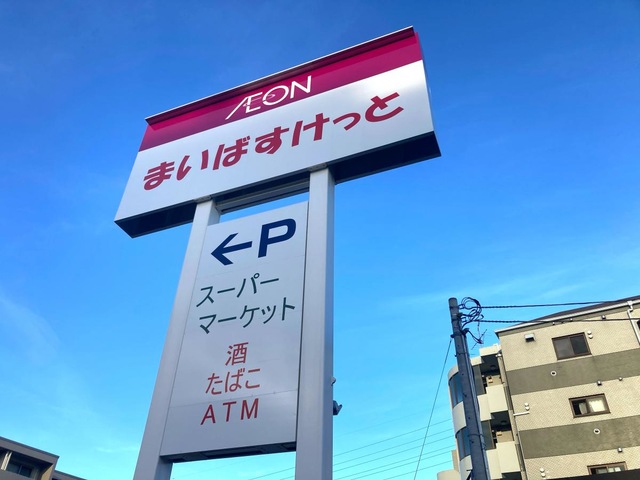 ÆON
まいばすけっと
←P
スーパー
マーケット
酒
たばこ
ATM